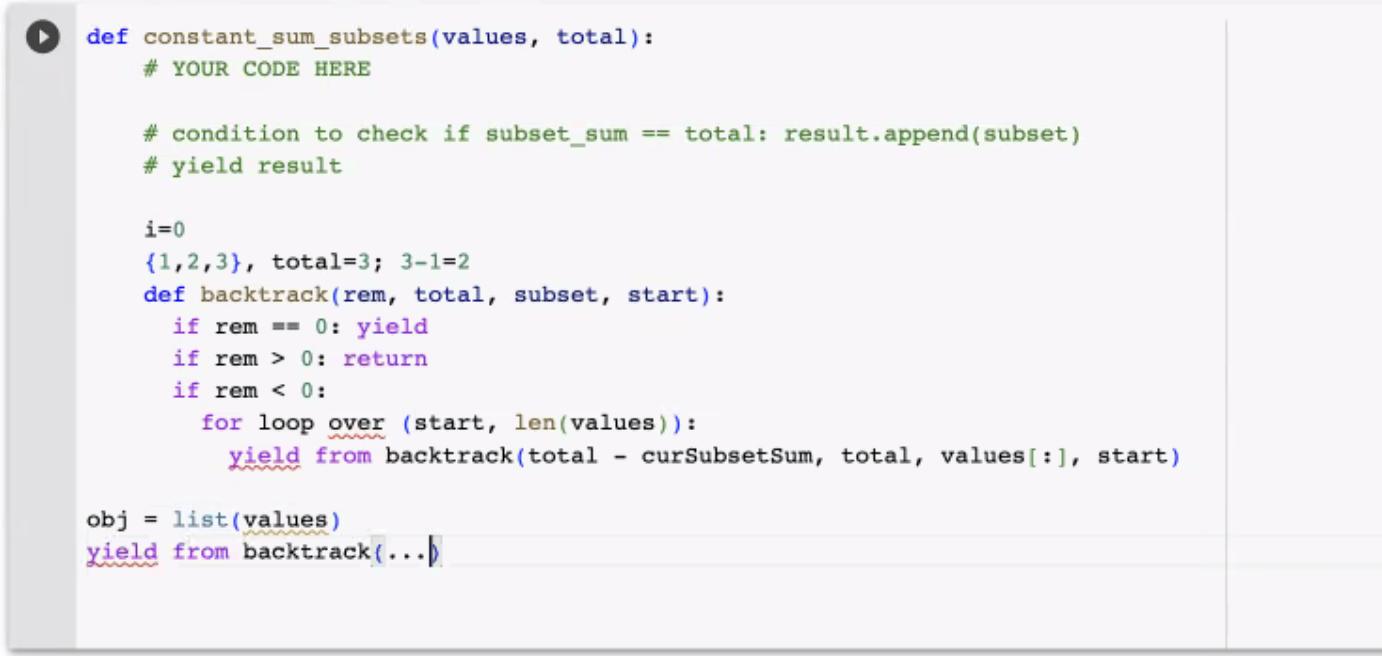 def constant_sum_subsets(values, total):
# YOUR CODE HERE
# condition to check if subset_sum == total: result.append(subset)
# yield result
i=0
{1,2,3}, total=3; 3-1=2
def backtrack(rem, total, subset, start):
if rem == 0: yield
if rem > 0: return
if rem < 0:
for loop over (start, len(values)):
yield from backtrack(total - curSubsetSum, total, values[:], start)
obj = list(values)
yield from backtrack(...)